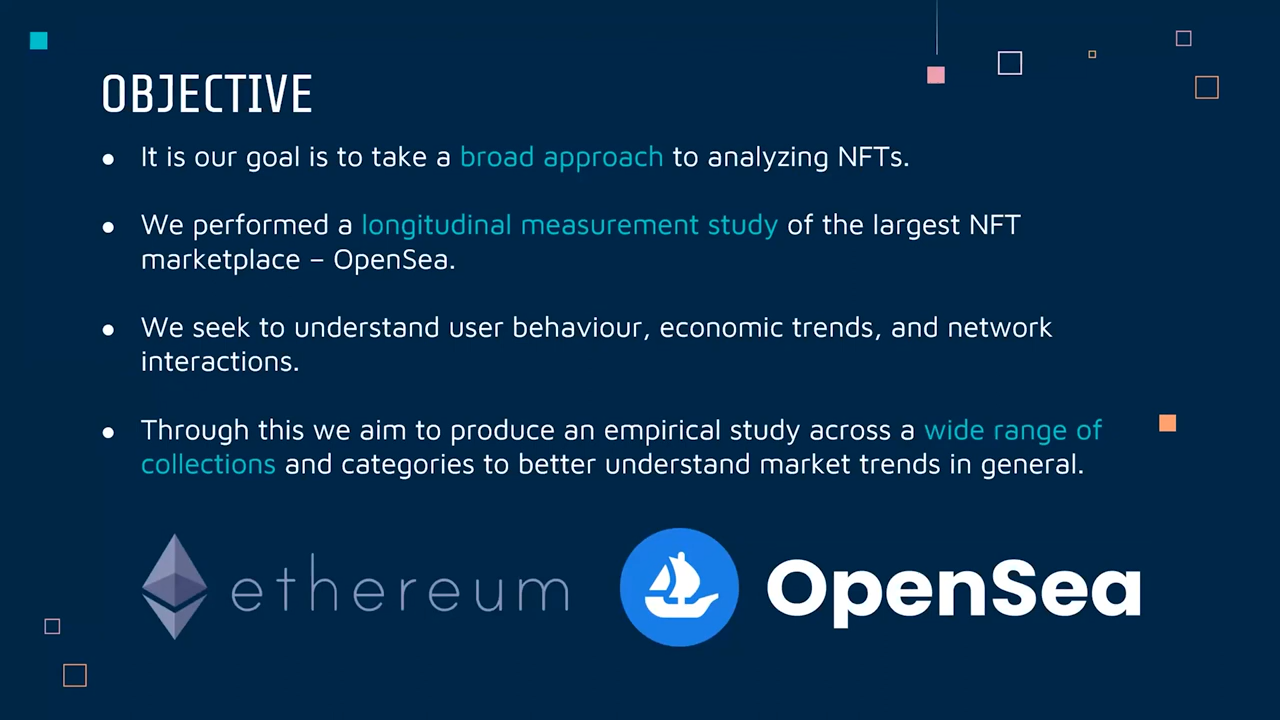 OBJECTIVE
● It is our goal is to take a broad approach to analyzing NFTs.
● We performed a longitudinal measurement study of the largest NFT
marketplace – OpenSea.
● We seek to understand user behaviour, economic trends, and network
interactions.
● Through this we aim to produce an empirical study across a wide range of
collections and categories to better understand market trends in general.
ethereum
OpenSea